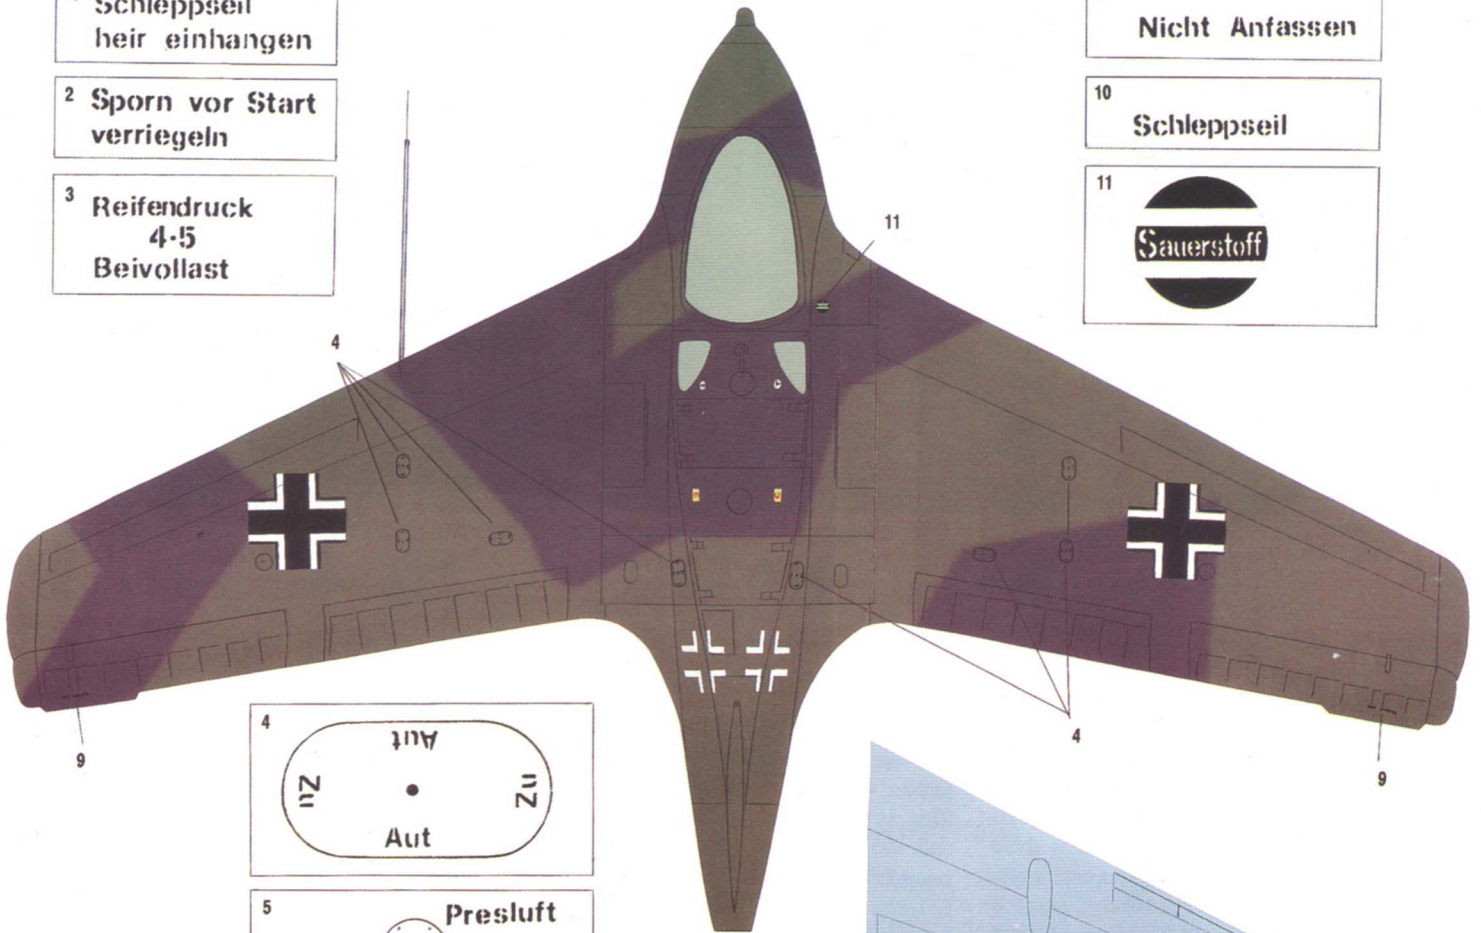 Schleppseil
heir einhangen
2 Sporn vor Start
verriegeln
3 Reifendruck
4-5
Beivollast
Nicht Anfassen
10
Schleppseil
11
Sauerstoff
11
4
4
9
9
4
Aut
Zu
Zu
Aut
5
Presluft